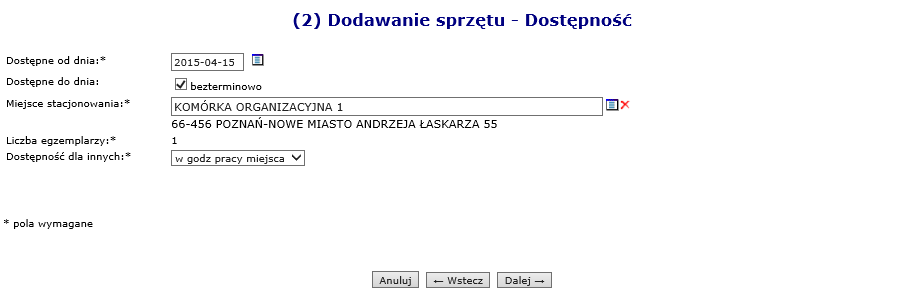 (2) Dodawanie sprzętu - Dostępność
Dostępne od dnia:* 2015-04-15
Dostępne do dnia: bezterminowo
Miejsce stacjonowania:* KOMÓRKA ORGANIZACYJNA 1
66-456 POZNAŃ-NOWE MIASTO ANDRZEJA ŁASKARZA 55
Liczba egzemplarzy:* 1
Dostępność dla innych:* w godz pracy miejsca
* pola wymagane
Anuluj ← Wstecz Dalej →